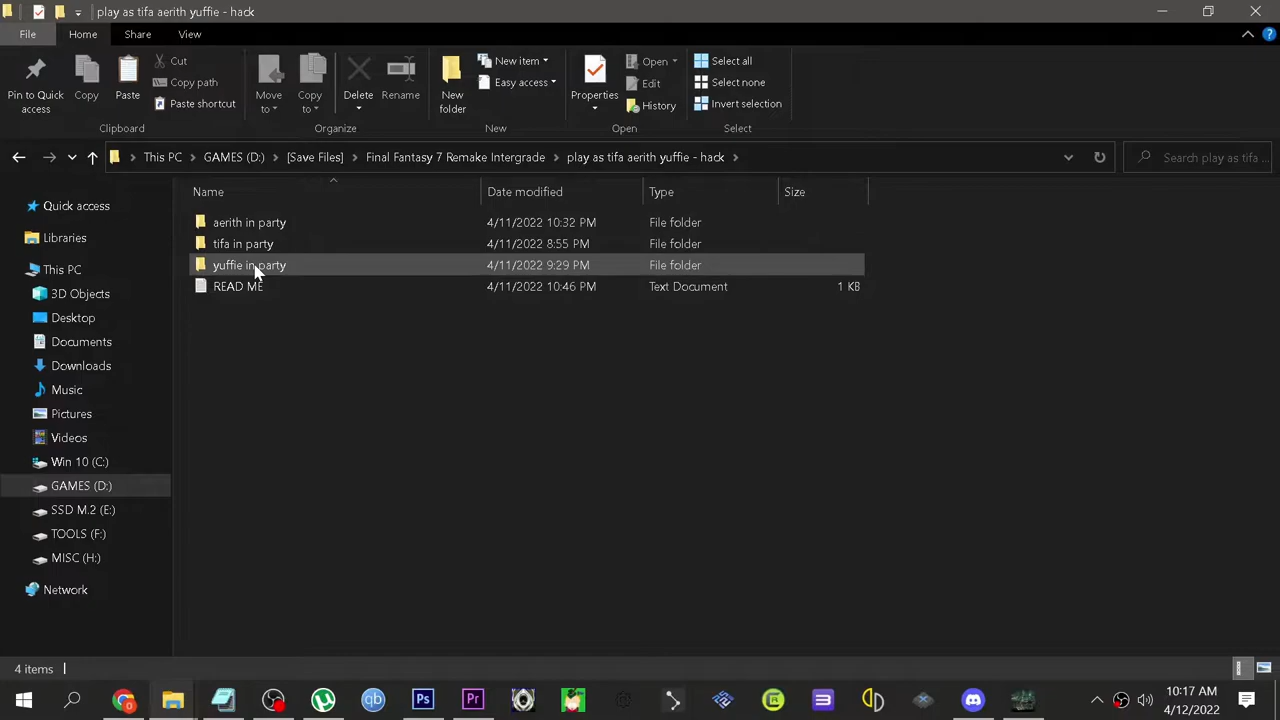 play as tifa aerith yuffie - hack
File Home Share View
Pin to Quick access
Copy
Paste
Cut
Copy path
Paste shortcut
Move to
Copy to
Delete
Rename
New folder
New item
Easy access
Properties
Open
Edit
History
Select all
Select none
Invert selection
Clipboard Organize New Open Select
This PC GAMES (D:) [Save Files] Final Fantasy 7 Remake Intergrade play as tifa aerith yuffie - hack
Search play as tifa ...
Quick access
Libraries
This PC
3D Objects
Desktop
Documents
Downloads
Music
Pictures
Videos
Win 10 (C:)
GAMES (D:)
SSD M.2 (E:)
TOOLS (F:)
MISC (H:)
Network
Name Date modified Type Size
aerith in party 4/11/2022 10:32 PM File folder
tifa in party 4/11/2022 8:55 PM File folder
yuffie in party 4/11/2022 9:29 PM File folder
READ ME 4/11/2022 10:46 PM Text Document 1 KB
4 items
qb
Ps
Pr
10:17 AM
4/12/2022